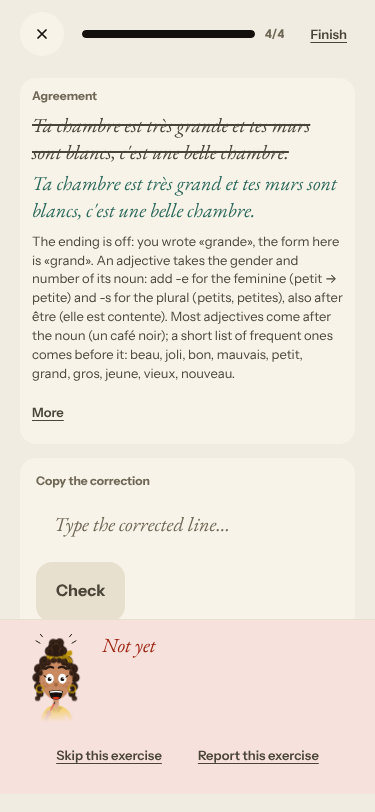 4/4
Finish
Agreement
Ta chambre est très grande et tes murs
sont blancs, c'est une belle chambre.
Ta chambre est très grand et tes murs sont
blancs, c'est une belle chambre.
The ending is off: you wrote «grande», the form here
is «grand». An adjective takes the gender and
number of its noun: add -e for the feminine (petit →
petite) and -s for the plural (petits, petites), also after
être (elle est contente). Most adjectives come after
the noun (un café noir); a short list of frequent ones
comes before it: beau, joli, bon, mauvais, petit,
grand, gros, jeune, vieux, nouveau.
More
Copy the correction
Type the corrected line...
Check
Not yet
Skip this exercise
Report this exercise